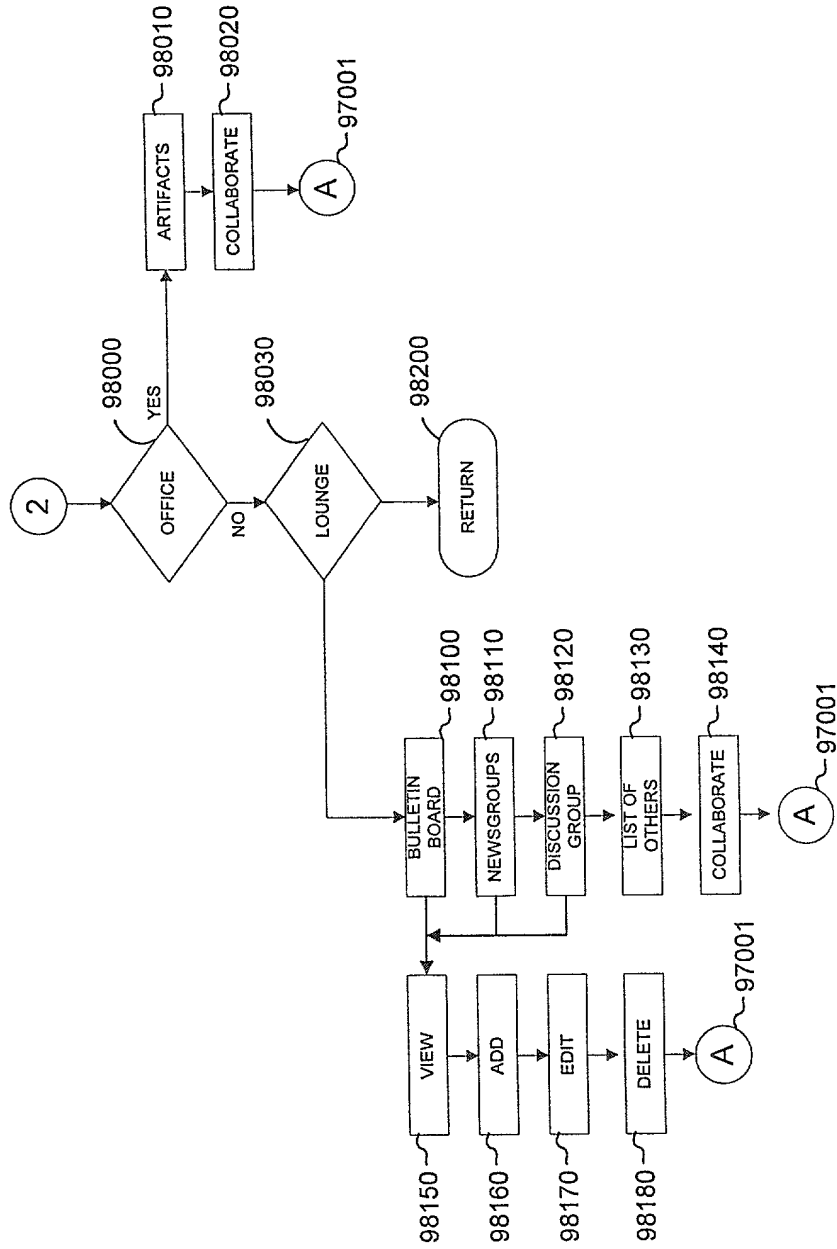 2
98000
OFFICE
YES
NO
98010
ARTIFACTS
98020
COLLABORATE
A
97001
98030
LOUNGE
98200
RETURN
98100
BULLETIN
BOARD
98110
NEWSGROUPS
98120
DISCUSSION
GROUP
98130
LIST OF
OTHERS
98140
COLLABORATE
A
97001
98150
VIEW
98160
ADD
98170
EDIT
98180
DELETE
A
97001